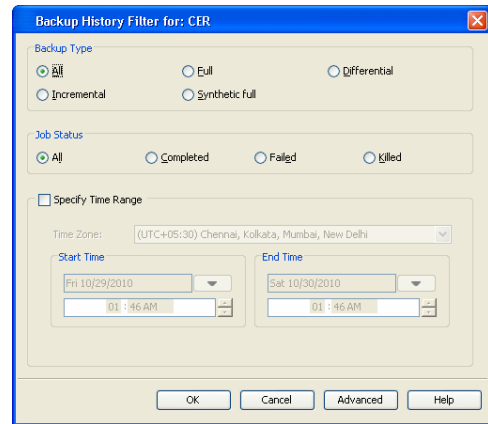 Backup History Filter for: CER
Backup Type
All Full Differential
Incremental Synthetic full
Job Status
All Completed Failed Killed
Specify Time Range
Time Zone: (UTC+05:30) Chennai, Kolkata, Mumbai, New Delhi
Start Time End Time
Fri 10/29/2010 Sat 10/30/2010
01 : 46 AM 01 : 46 AM
OK Cancel Advanced Help